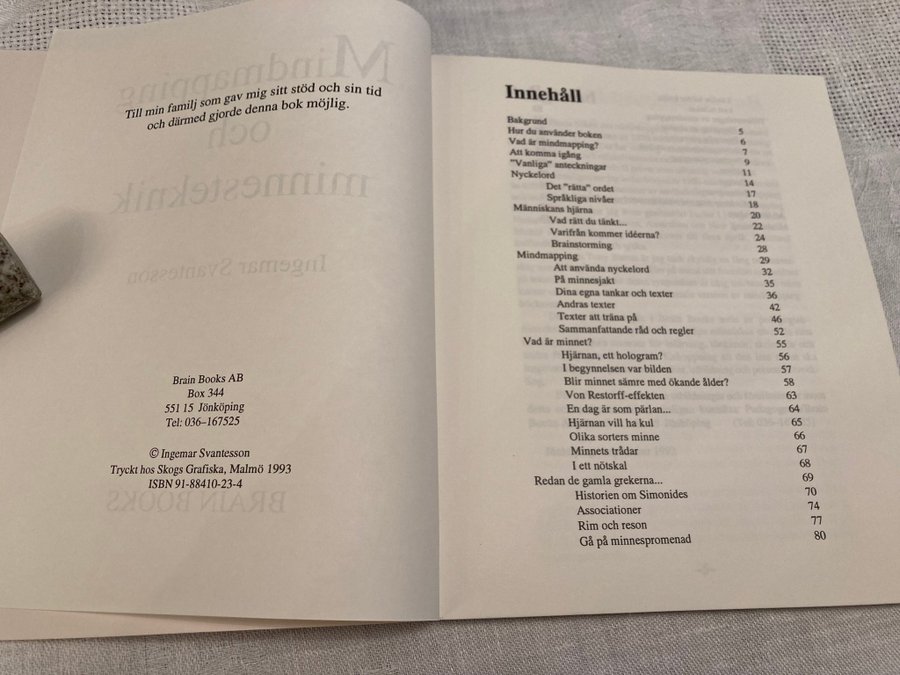 Till min familj som gav mig sitt stöd och sin tid
och därmed gjorde denna bok möjlig.
Brain Books AB
Box 344
551 15 Jönköping
Tel: 036–167525
© Ingemar Svantesson
Tryckt hos Skogs Grafiska, Malmö 1993
ISBN 91-88410-23-4
Innehåll
Bakgrund 5
Hur du använder boken 6
Vad är mindmapping? 7
Att komma igång 9
"Vanliga" anteckningar 11
Nyckelord 14
Det "rätta" ordet 17
Språkliga nivåer 18
Människans hjärna 20
Vad rätt du tänkt... 22
Varifrån kommer idéerna? 24
Brainstorming 28
Mindmapping 29
Att använda nyckelord 32
På minnesjakt 35
Dina egna tankar och texter 36
Andras texter 42
Texter att träna på 46
Sammanfattande råd och regler 52
Vad är minnet? 55
Hjärnan, ett hologram? 56
I begynnelsen var bilden 57
Blir minnet sämre med ökande ålder? 58
Von Restorff-effekten 63
En dag är som pärlan... 64
Hjärnan vill ha kul 65
Olika sorters minne 66
Minnets trådar 67
I ett nötskal 68
Redan de gamla grekerna... 69
Historien om Simonides 70
Associationer 74
Rim och reson 77
Gå på minnespromenad 80